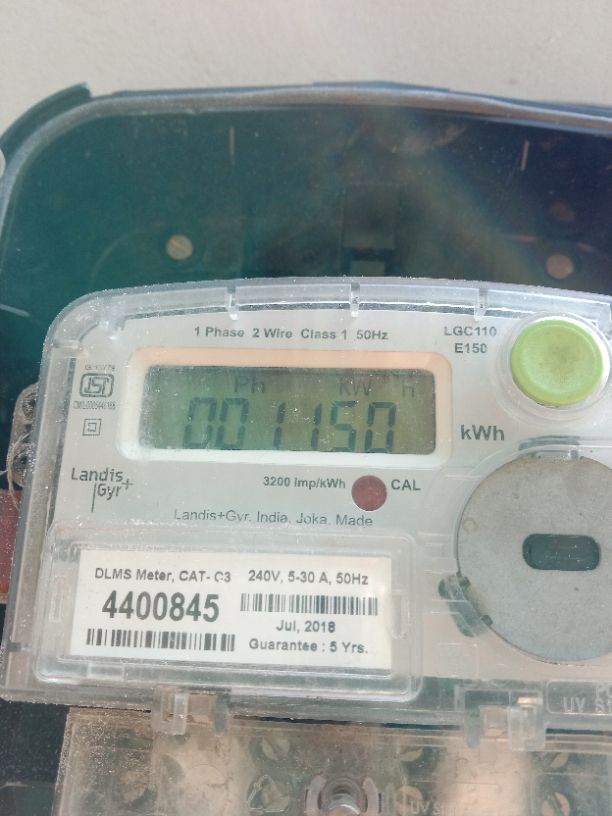 1 Phase 2 Wire Class 1 50Hz
LGC110
E150
ISI
Ph kW H
001150
kWh
Landis
Gyr+
3200 Imp/kWh
CAL
Landis+Gyr, India, Joka, Made
DLMS Meter, CAT- C3 240V, 5-30 A, 50Hz
4400845
Jul, 2018
Guarantee : 5 Yrs.